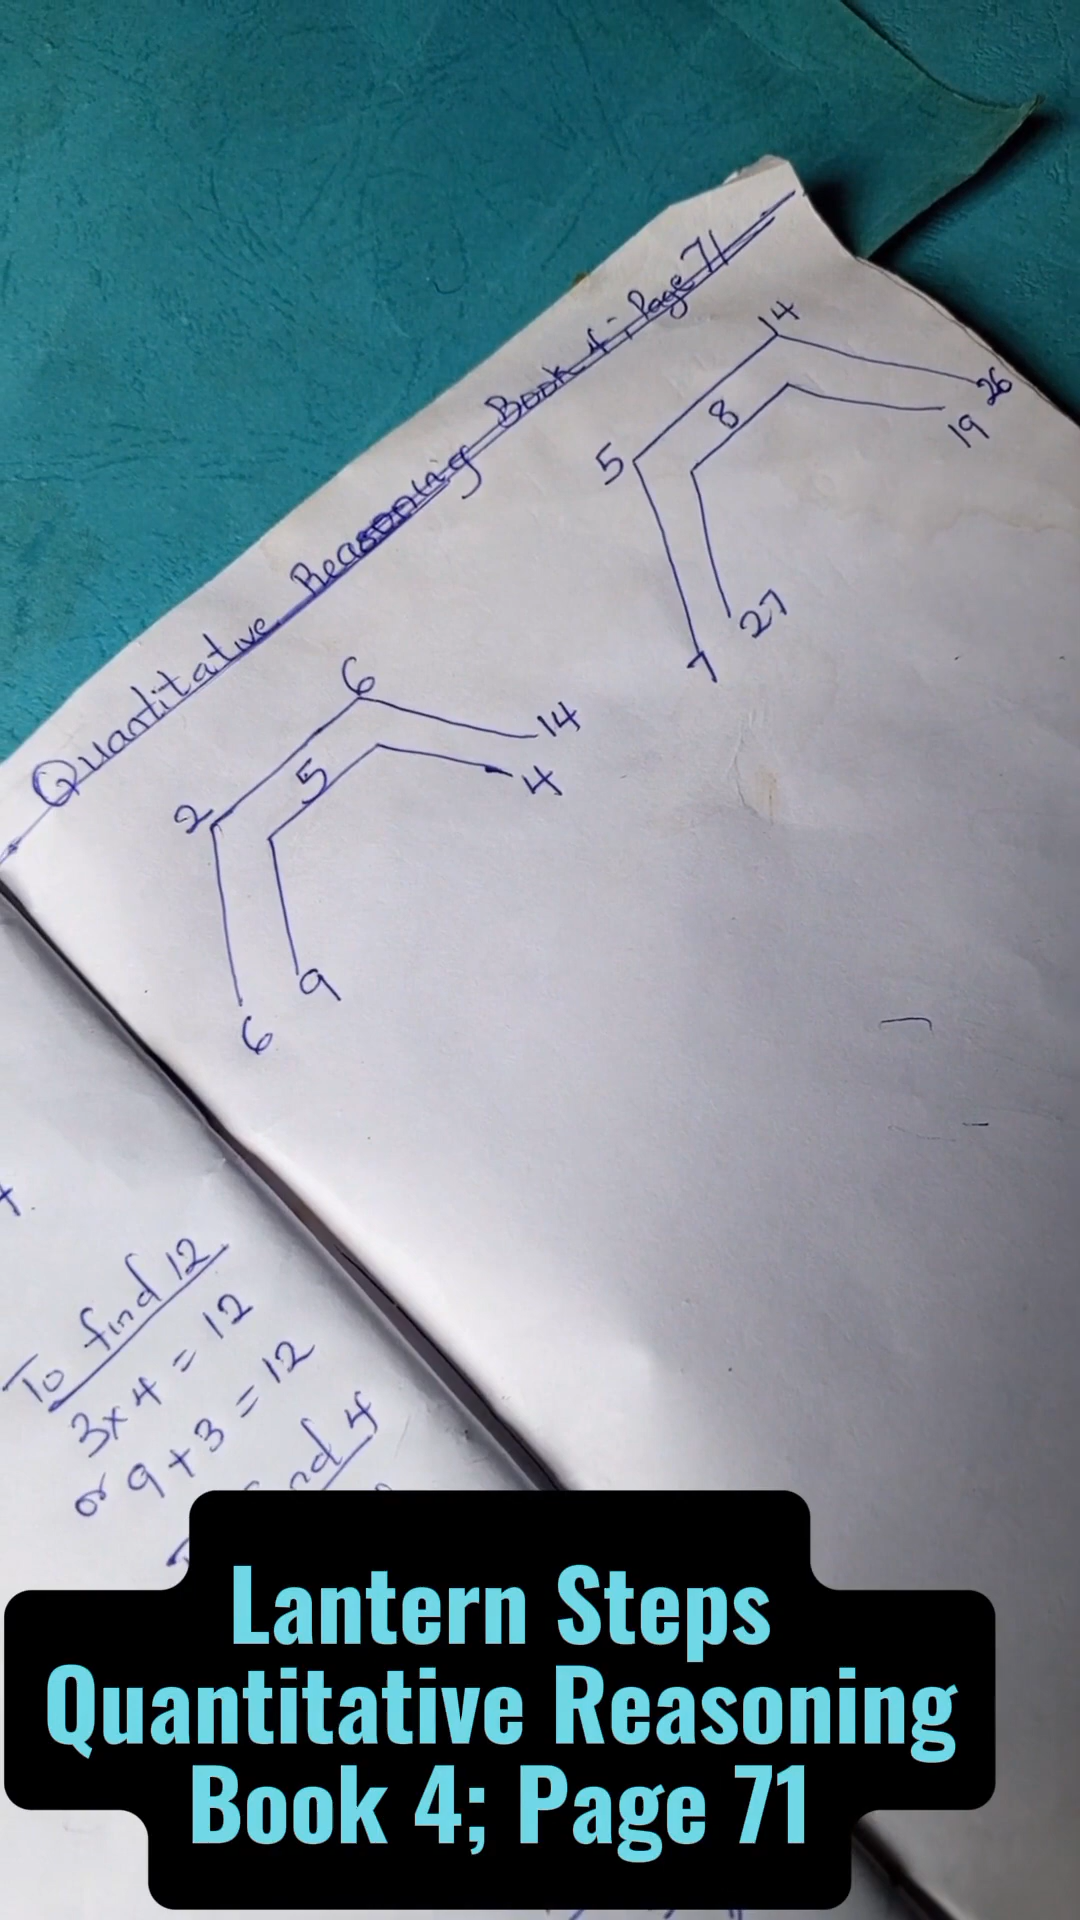 Quantitative Reasoning Book 4; Page 71
14
26
8
19
5
27
7
6
14
5
4
2
9
6
To find 12
3x4 = 12
or 9+3 = 12
4
Lantern Steps
Quantitative Reasoning
Book 4; Page 71